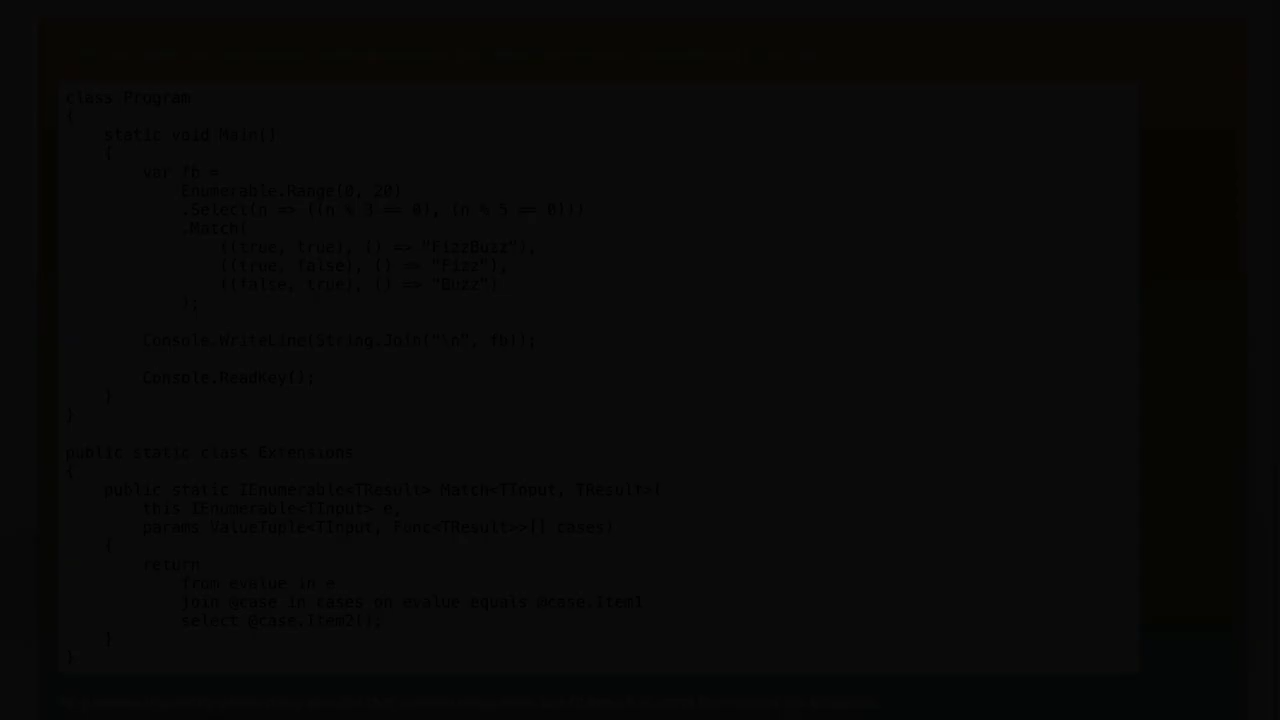 class Program
{
    static void Main()
    {
        var fb =
            Enumerable.Range(0, 20)
            .Select(n => ((n % 3 == 0), (n % 5 == 0)))
            .Match(
                ((true, true), () => "FizzBuzz"),
                ((true, false), () => "Fizz"),
                ((false, true), () => "Buzz")
            );

        Console.WriteLine(String.Join("\n", fb));

        Console.ReadKey();
    }
}

public static class Extensions
{
    public static IEnumerable<TResult> Match<TInput, TResult>(
        this IEnumerable<TInput> e,
        params ValueTuple<TInput, Func<TResult>>[] cases)
    {
        return
            from evalue in e
            join @case in cases on evalue equals @case.Item1
            select @case.Item2();
    }
}